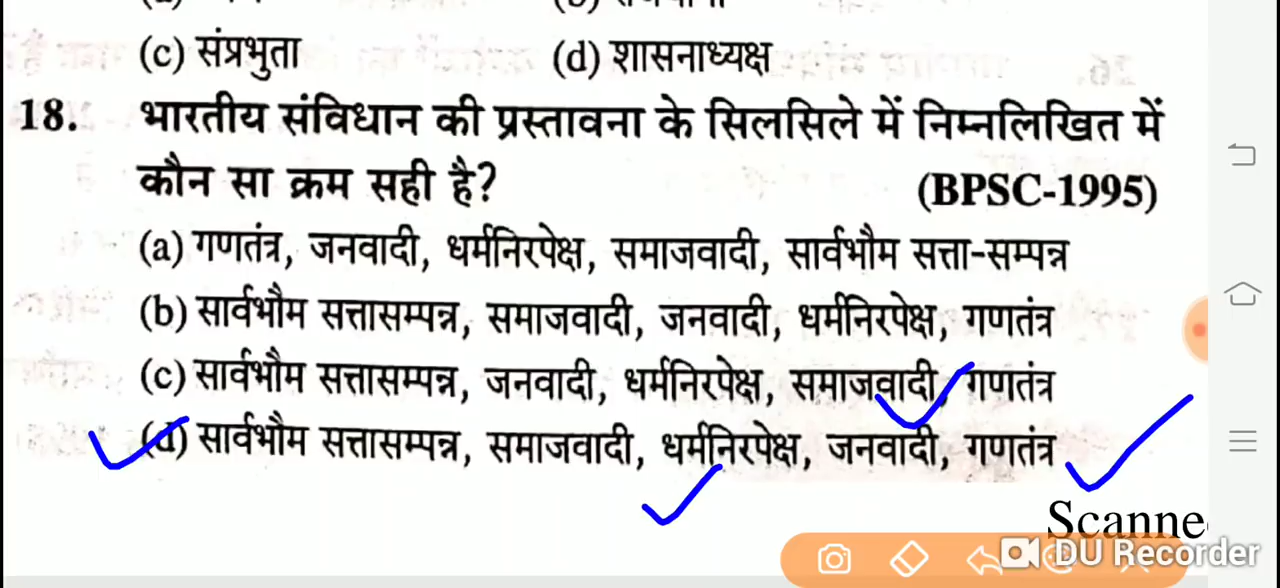 (c) संप्रभुता (d) शासनाध्यक्ष
18. भारतीय संविधान की प्रस्तावना के सिलसिले में निम्नलिखित में
कौन सा क्रम सही है? (BPSC-1995)
(a) गणतंत्र, जनवादी, धर्मनिरपेक्ष, समाजवादी, सार्वभौम सत्ता-सम्पन्न
(b) सार्वभौम सत्तासम्पन्न, समाजवादी, जनवादी, धर्मनिरपेक्ष, गणतंत्र
(c) सार्वभौम सत्तासम्पन्न, जनवादी, धर्मनिरपेक्ष, समाजवादी, गणतंत्र
(d) सार्वभौम सत्तासम्पन्न, समाजवादी, धर्मनिरपेक्ष, जनवादी, गणतंत्र
Scanne
DU Recorder